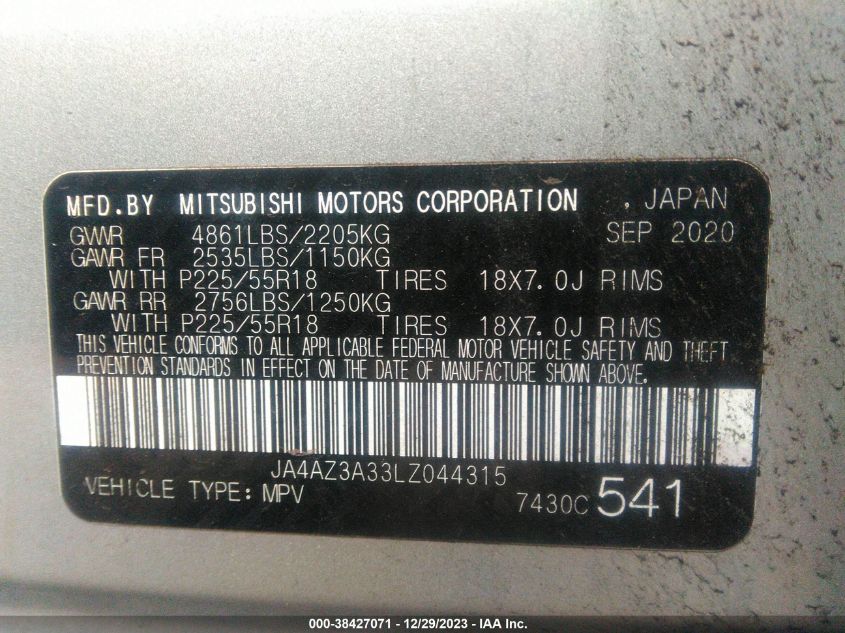 MFD.BY MITSUBISHI MOTORS CORPORATION , JAPAN
GVWR 4861LBS/2205KG SEP 2020
GAWR FR 2535LBS/1150KG
WITH P225/55R18 TIRES 18X7.0J RIMS
GAWR RR 2756LBS/1250KG
WITH P225/55R18 TIRES 18X7.0J RIMS
THIS VEHICLE CONFORMS TO ALL APPLICABLE FEDERAL MOTOR VEHICLE SAFETY AND THEFT
PREVENTION STANDARDS IN EFFECT ON THE DATE OF MANUFACTURE SHOWN ABOVE.
JA4AZ3A33LZ044315
VEHICLE TYPE: MPV 7430C 541
000-38427071 - 12/29/2023 - IAA Inc.